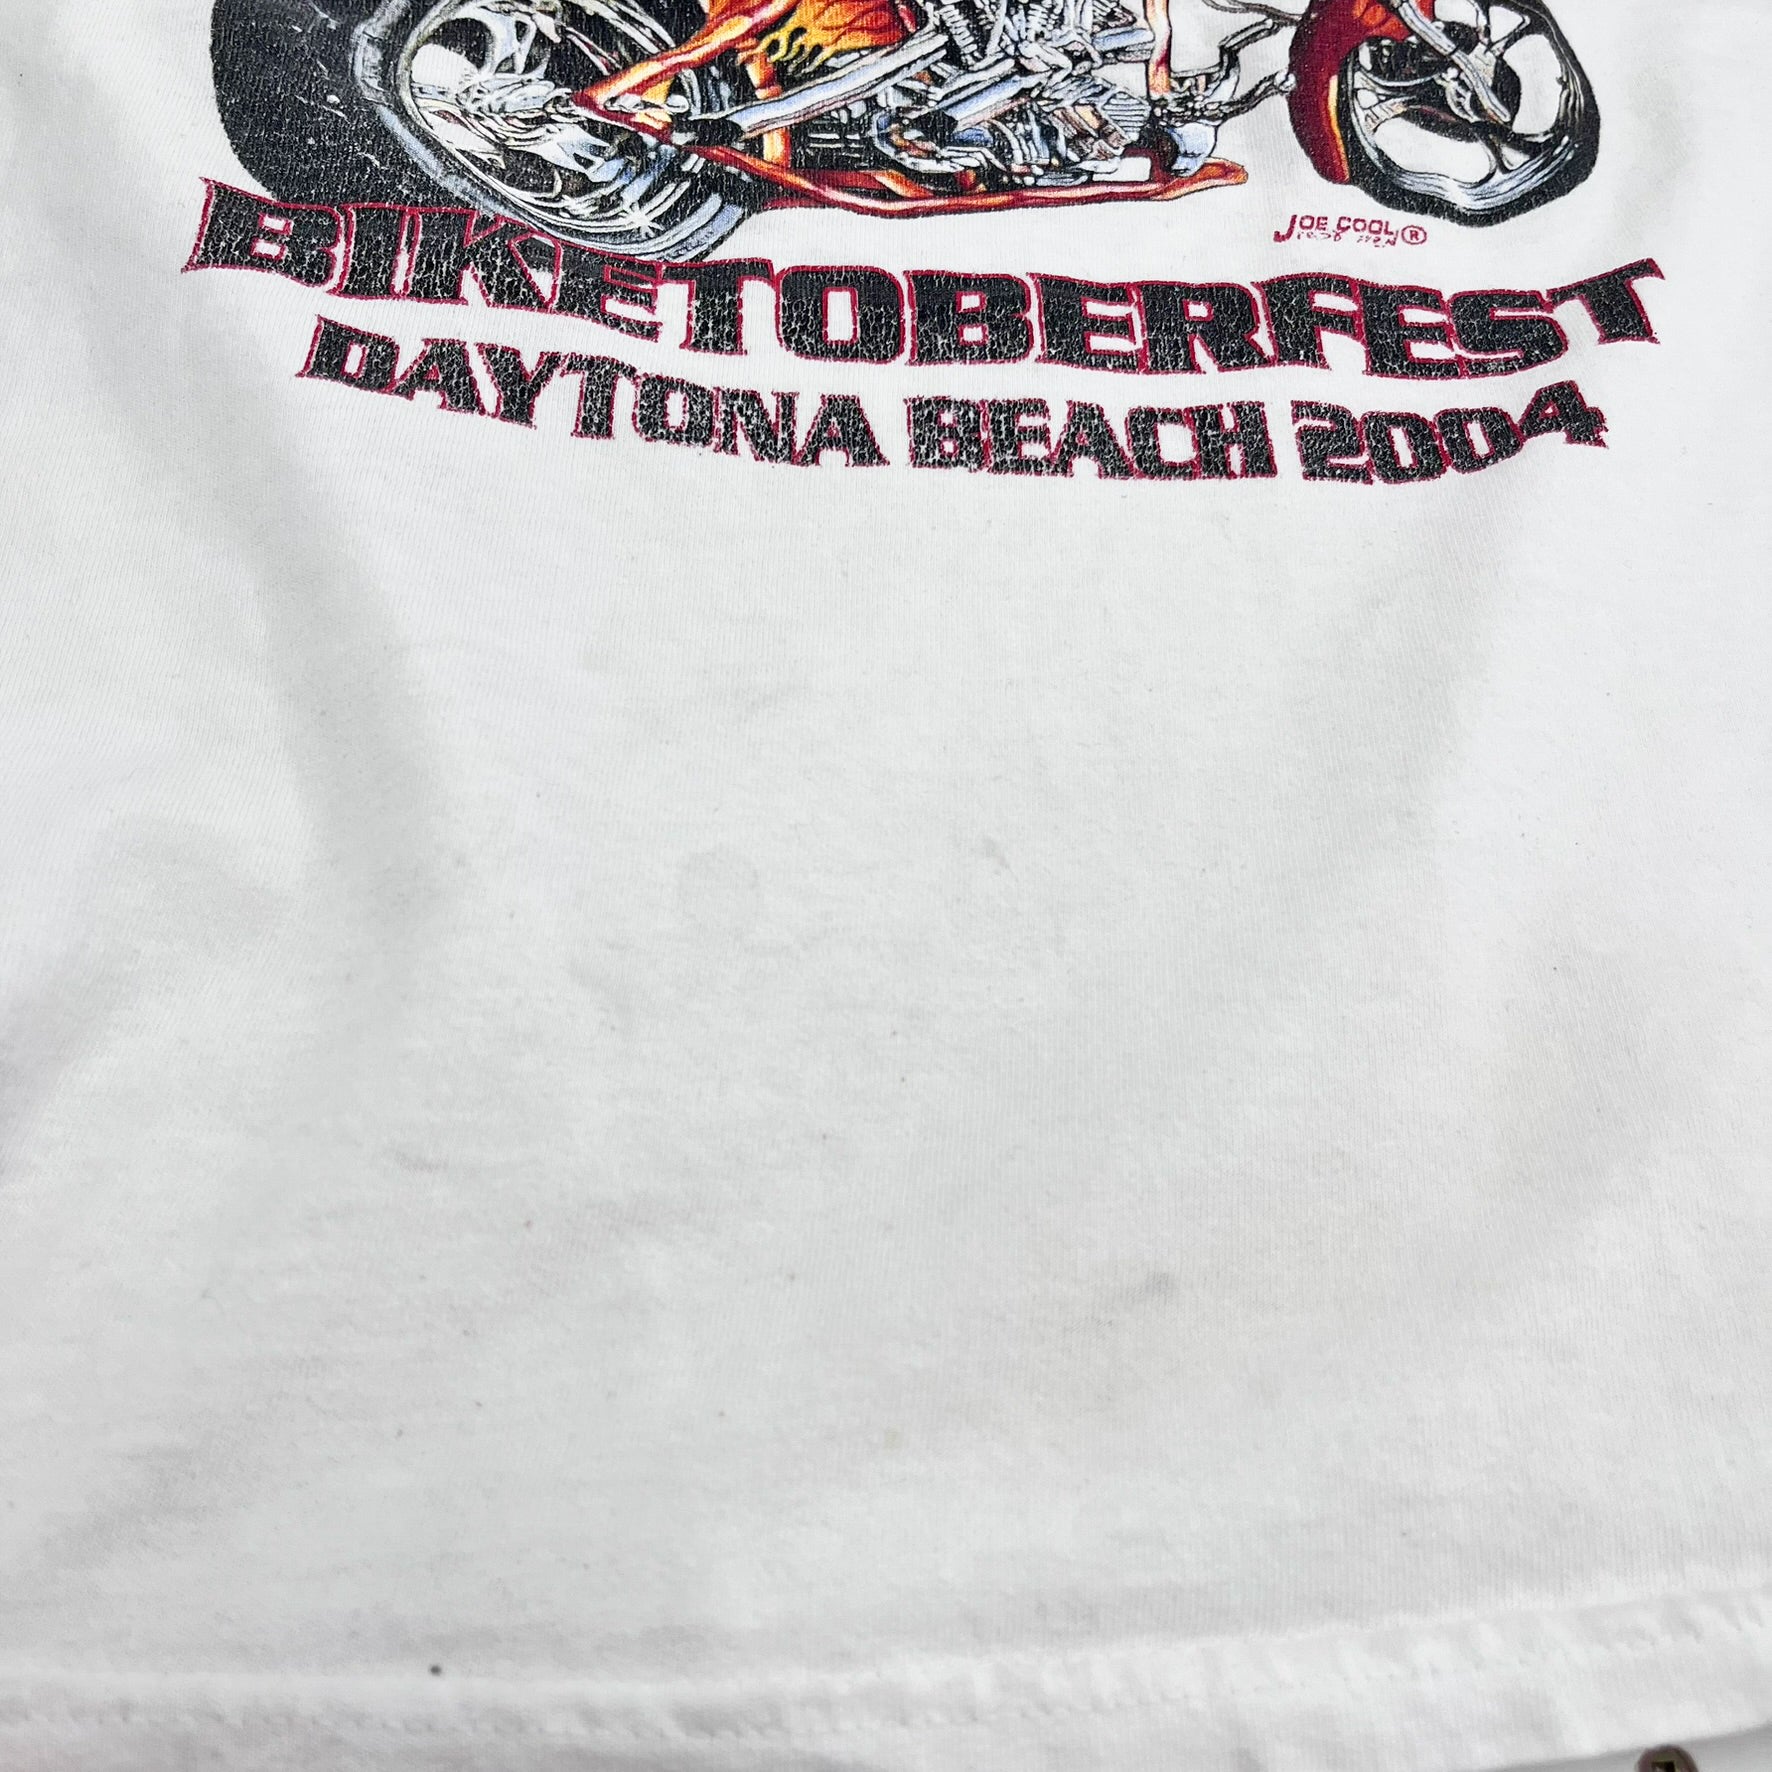 JOE COOL®
BIKETOBERFEST
DAYTONA BEACH 2004